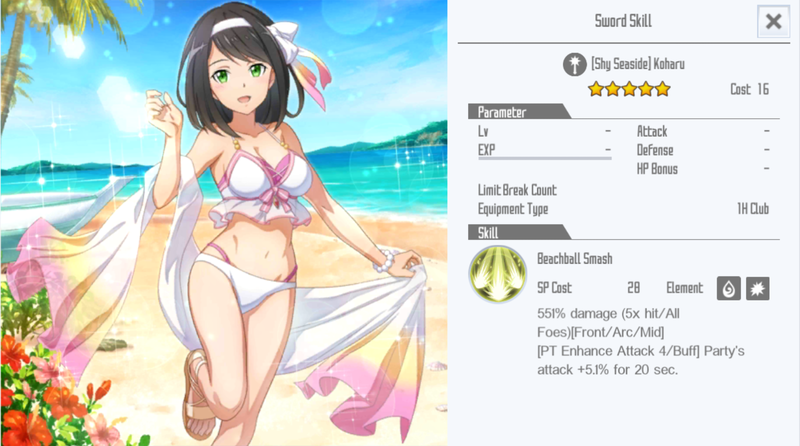 Sword Skill
[Shy Seaside] Koharu
Cost 16
Parameter
Lv -
Attack -
EXP -
Defense -
HP Bonus -
Limit Break Count
Equipment Type 1H Club
Skill
Beachball Smash
SP Cost 28 Element
551% damage (5x hit/All
Foes)[Front/Arc/Mid]
[PT Enhance Attack 4/Buff] Party's
attack +5.1% for 20 sec.